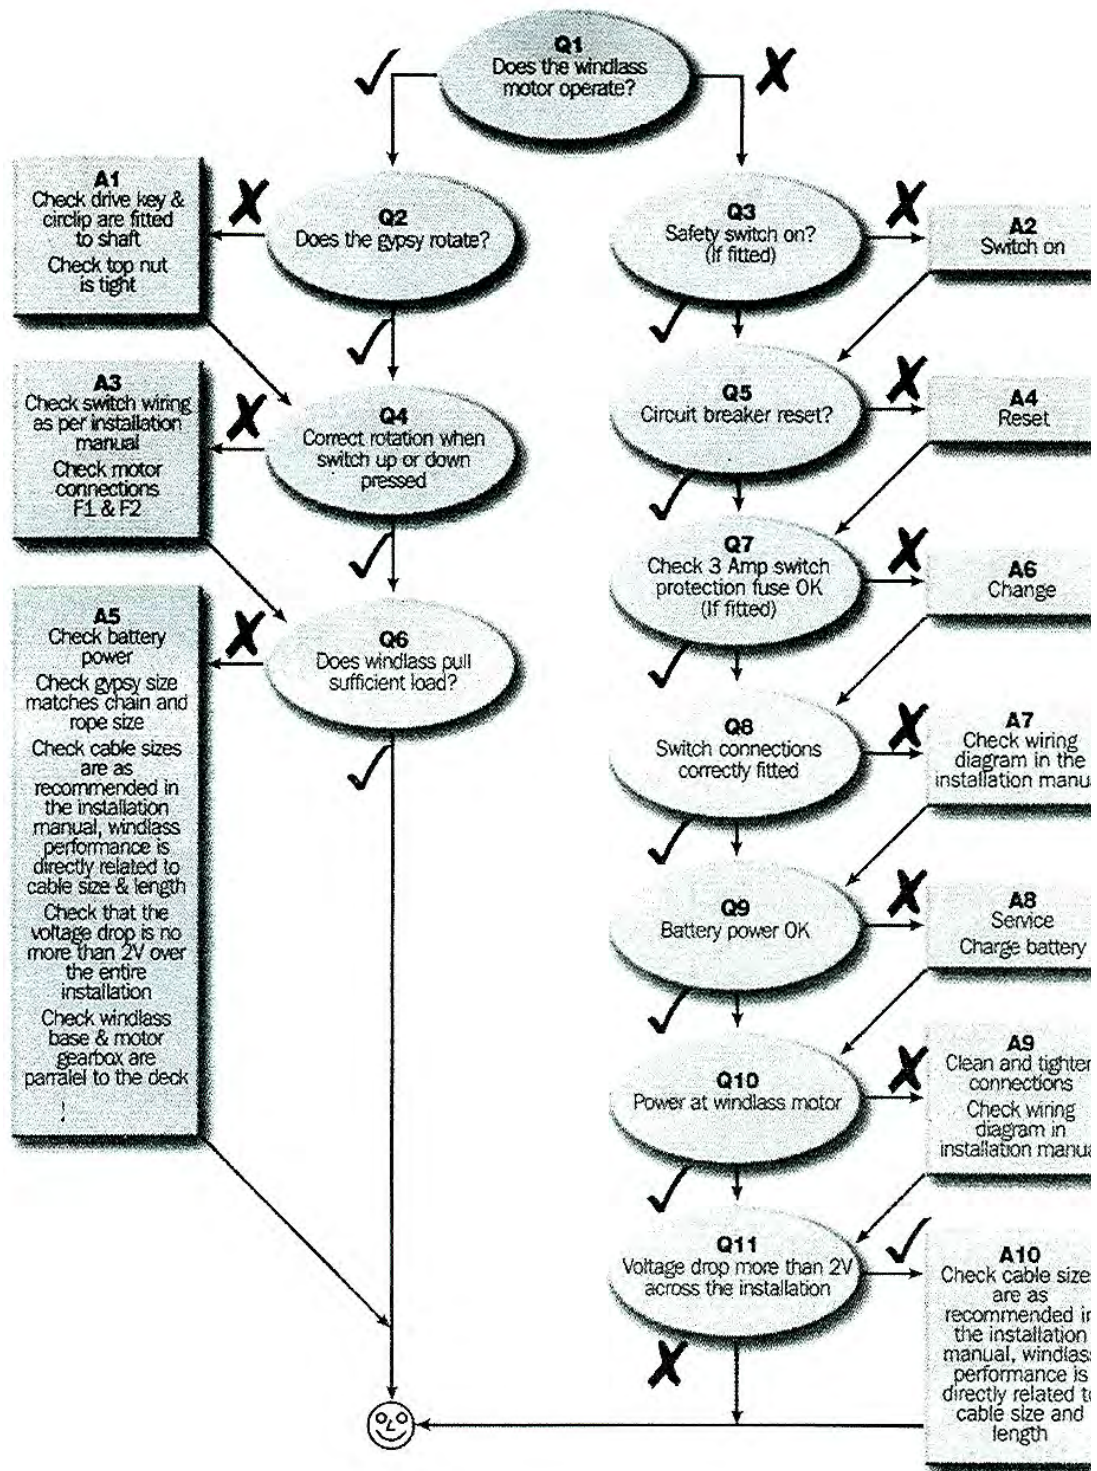 Q1
Does the windlass
motor operate?
A1
Check drive key &
circlip are fitted
to shaft
Check top nut
is tight
Q2
Does the gypsy rotate?
Q3
Safety switch on?
(If fitted)
A2
Switch on
A3
Check switch wiring
as per installation
manual
Check motor
connections
F1 & F2
Q4
Correct rotation when
switch up or down
pressed
Q5
Circuit breaker reset?
A4
Reset
Q7
Check 3 Amp switch
protection fuse OK
(If fitted)
A6
Change
A5
Check battery
power
Check gypsy size
matches chain and
rope size
Check cable sizes
are as
recommended in
the installation
manual, windlass
performance is
directly related to
cable size & length
Check that the
voltage drop is no
more than 2V over
the entire
installation
Check windlass
base & motor
gearbox are
parralel to the deck
!
Q6
Does windlass pull
sufficient load?
Q8
Switch connections
correctly fitted
A7
Check wiring
diagram in the
installation manu
Q9
Battery power OK
A8
Service
Charge battery
Q10
Power at windlass motor
A9
Clean and tighter
connections
Check wiring
diagram in
installation manua
Q11
Voltage drop more than 2V
across the installation
A10
Check cable size
are as
recommended in
the installation
manual, windlas
performance is
directly related to
cable size and
length